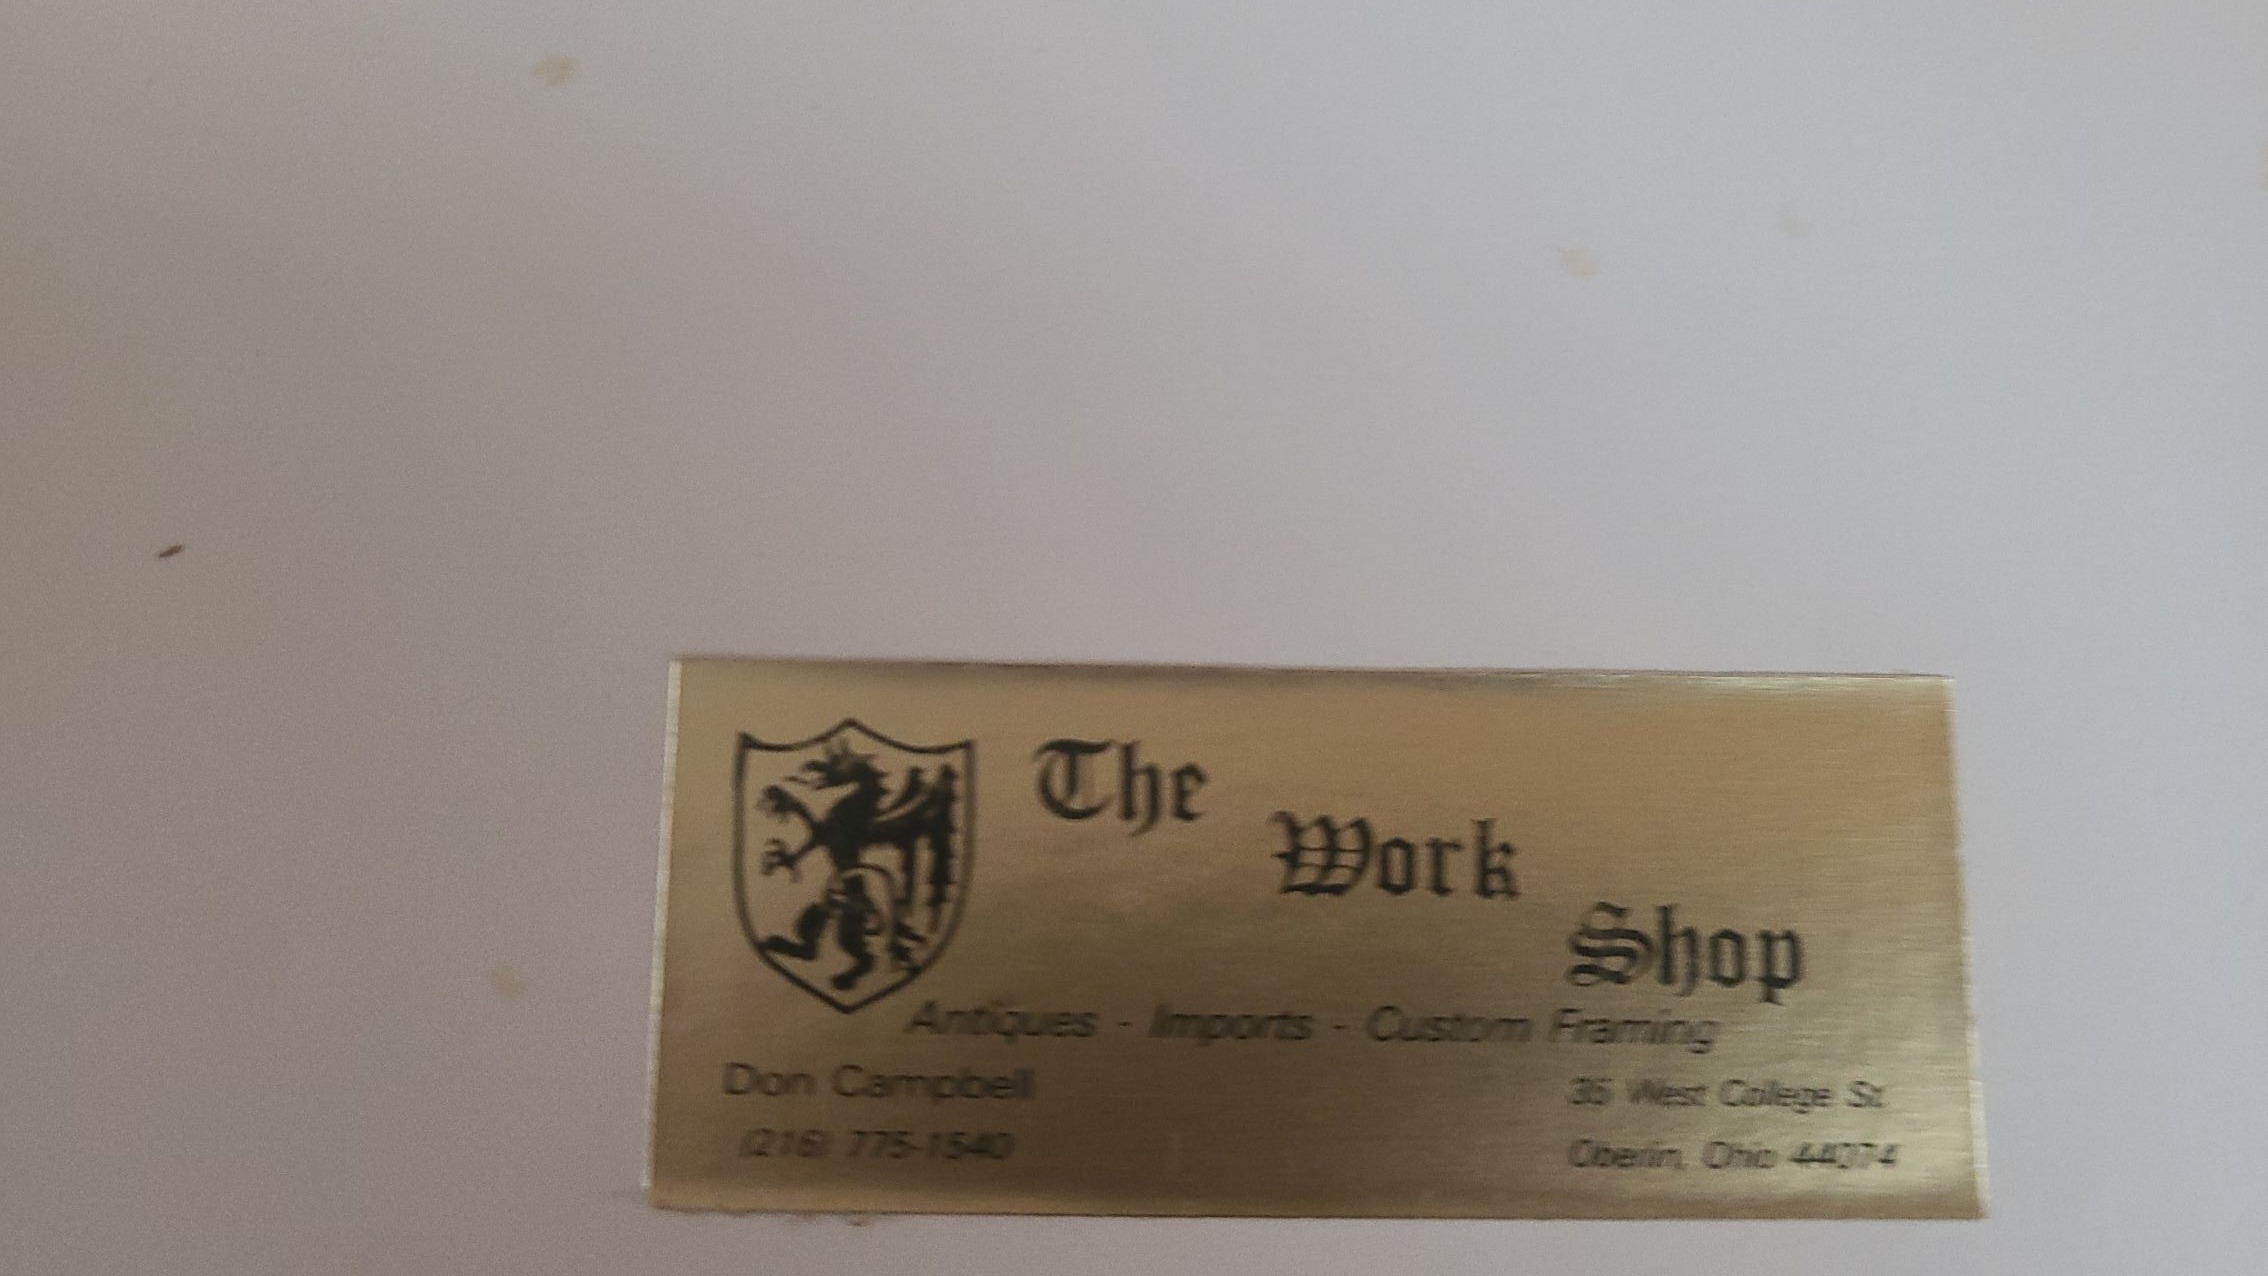 The
Work
Shop
Antiques - Imports - Custom Framing
Don Campbell
(216) 775-1540
35 West College St.
Oberlin, Ohio 44074